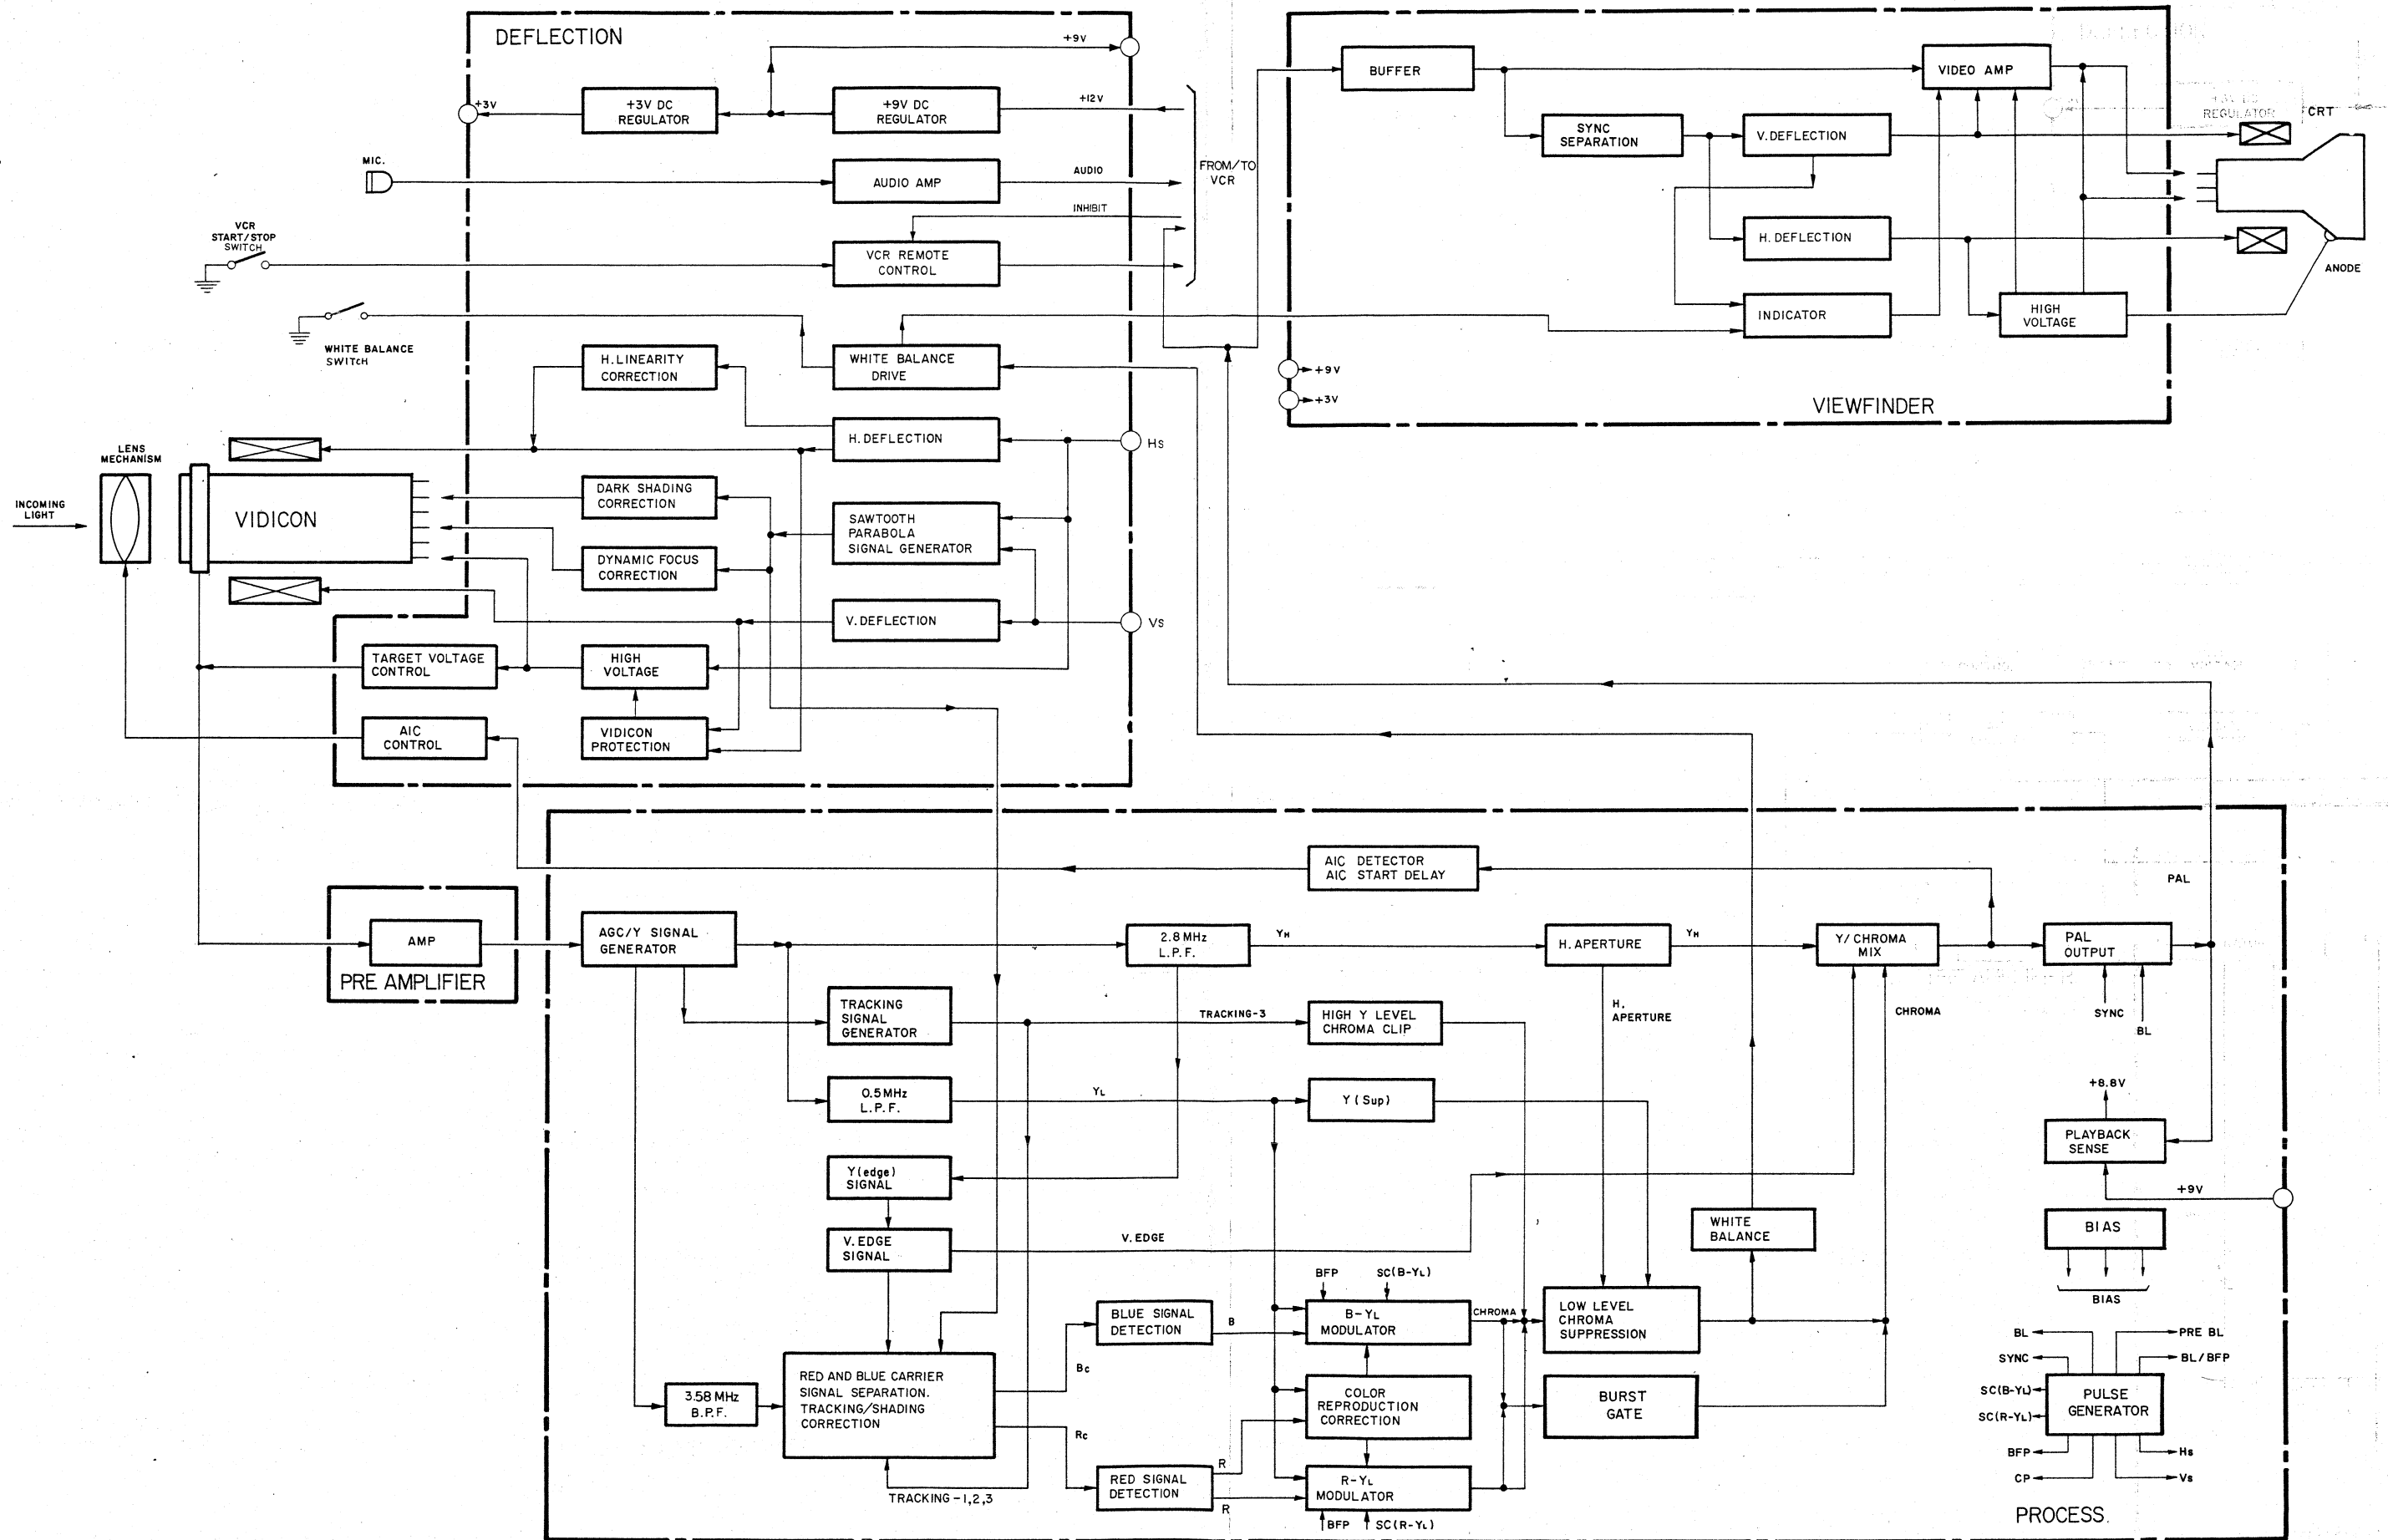 DEFLECTION
+9V
+3V
+3V DC
REGULATOR
+9V DC
REGULATOR
+12V
MIC.
AUDIO AMP
AUDIO
FROM/TO
VCR
INHIBIT
VCR
START/STOP
SWITCH
VCR REMOTE
CONTROL
WHITE BALANCE
SWITCH
H.LINEARITY
CORRECTION
WHITE BALANCE
DRIVE
H.DEFLECTION
HS
LENS
MECHANISM
INCOMING
LIGHT
VIDICON
DARK SHADING
CORRECTION
SAWTOOTH
PARABOLA
SIGNAL GENERATOR
DYNAMIC FOCUS
CORRECTION
V.DEFLECTION
VS
TARGET VOLTAGE
CONTROL
HIGH
VOLTAGE
AIC
CONTROL
VIDICON
PROTECTION
BUFFER
VIDEO AMP
SYNC
SEPARATION
V.DEFLECTION
REGULATOR
CRT
H.DEFLECTION
ANODE
INDICATOR
HIGH
VOLTAGE
+9V
+3V
VIEWFINDER
AIC DETECTOR
AIC START DELAY
PAL
AMP
PRE AMPLIFIER
AGC/Y SIGNAL
GENERATOR
2.8MHz
L.P.F.
YH
H.APERTURE
YH
Y/CHROMA
MIX
PAL
OUTPUT
TRACKING
SIGNAL
GENERATOR
TRACKING-3
HIGH Y LEVEL
CHROMA CLIP
H.
APERTURE
CHROMA
SYNC
BL
0.5MHz
L.P.F.
YL
Y(Sup)
+8.8V
PLAYBACK
SENSE
Y(edge)
SIGNAL
+9V
V.EDGE
SIGNAL
V.EDGE
WHITE
BALANCE
BIAS
BIAS
BFP
SC(B-YL)
BLUE SIGNAL
DETECTION
B
B-YL
MODULATOR
CHROMA
LOW LEVEL
CHROMA
SUPPRESSION
BC
3.58MHz
B.P.F.
RED AND BLUE CARRIER
SIGNAL SEPARATION.
TRACKING/SHADING
CORRECTION
RC
COLOR
REPRODUCTION
CORRECTION
BURST
GATE
TRACKING-1,2,3
RED SIGNAL
DETECTION
R
R
R-YL
MODULATOR
BFP
SC(R-YL)
BL
PRE BL
SYNC
BL/BFP
SC(B-YL)
SC(R-YL)
PULSE
GENERATOR
BFP
Hs
CP
Vs
PROCESS.